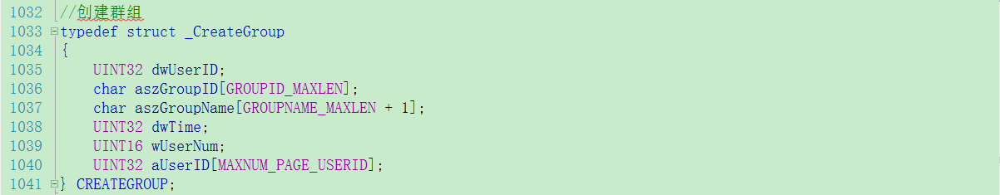 1032 //创建群组
1033 typedef struct _CreateGroup
1034 {
1035 UINT32 dwUserID;
1036 char aszGroupID[GROUPID_MAXLEN];
1037 char aszGroupName[GROUPNAME_MAXLEN + 1];
1038 UINT32 dwTime;
1039 UINT16 wUserNum;
1040 UINT32 aUserID[MAXNUM_PAGE_USERID];
1041 } CREATEGROUP;